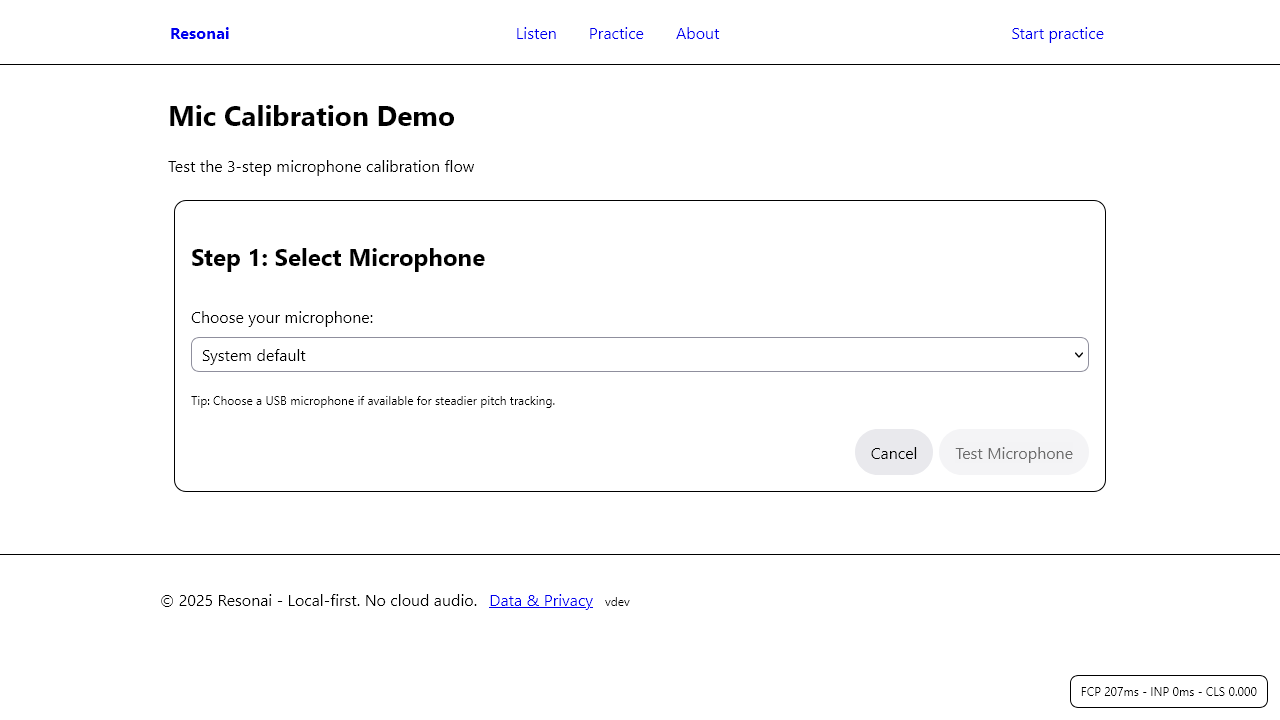 Resonai
Listen
Practice
About
Start practice
Mic Calibration Demo
Test the 3-step microphone calibration flow
Step 1: Select Microphone
Choose your microphone:
System default
Tip: Choose a USB microphone if available for steadier pitch tracking.
Cancel
Test Microphone
© 2025 Resonai - Local-first. No cloud audio. Data & Privacy vdev
FCP 207ms - INP 0ms - CLS 0.000